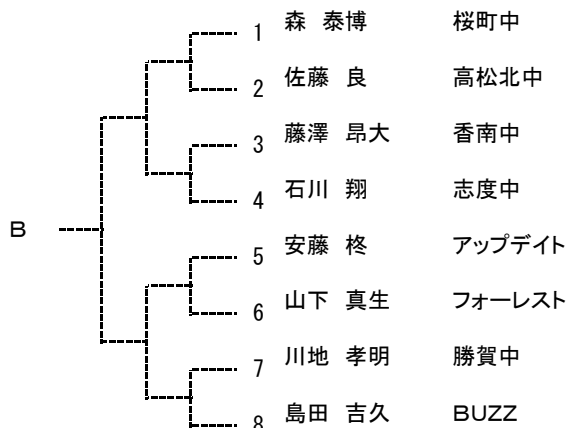 1 森 泰博 桜町中
2 佐藤 良 高松北中
3 藤澤 昂大 香南中
4 石川 翔 志度中
B
5 安藤 柊 アップデイト
6 山下 真生 フォーレスト
7 川地 孝明 勝賀中
8 島田 吉久 BUZZ